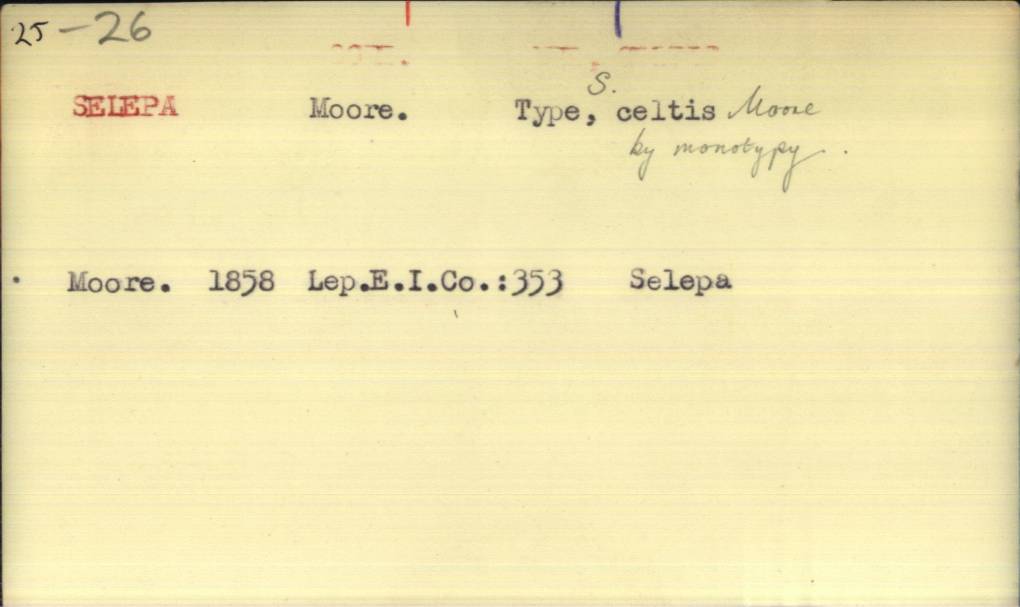 25-26
SELEPA Moore. Type, S. celtis Moore
by monotypy.
Moore. 1858 Lep.E.I.Co.:353 Selepa